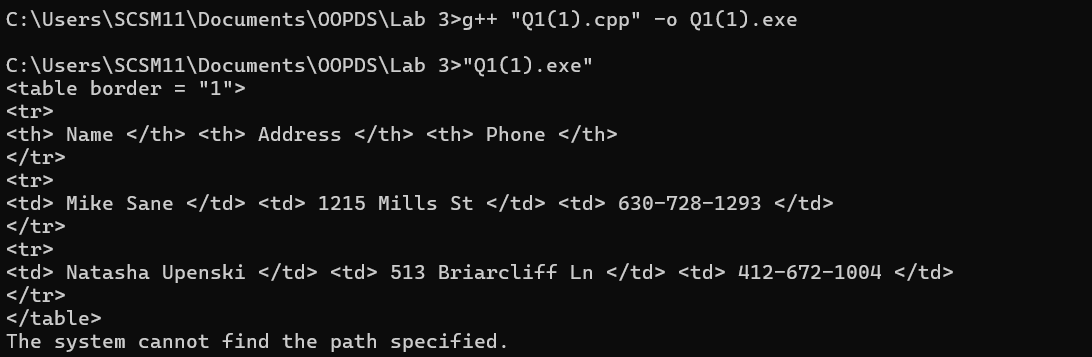 C:\Users\SCSM11\Documents\OOPDS\Lab 3>g++ "Q1(1).cpp" -o Q1(1).exe
C:\Users\SCSM11\Documents\OOPDS\Lab 3>"Q1(1).exe"
<table border = "1">
<tr>
<th> Name </th> <th> Address </th> <th> Phone </th>
</tr>
<tr>
<td> Mike Sane </td> <td> 1215 Mills St </td> <td> 630-728-1293 </td>
</tr>
<tr>
<td> Natasha Upenski </td> <td> 513 Briarcliff Ln </td> <td> 412-672-1004 </td>
</tr>
</table>
The system cannot find the path specified.